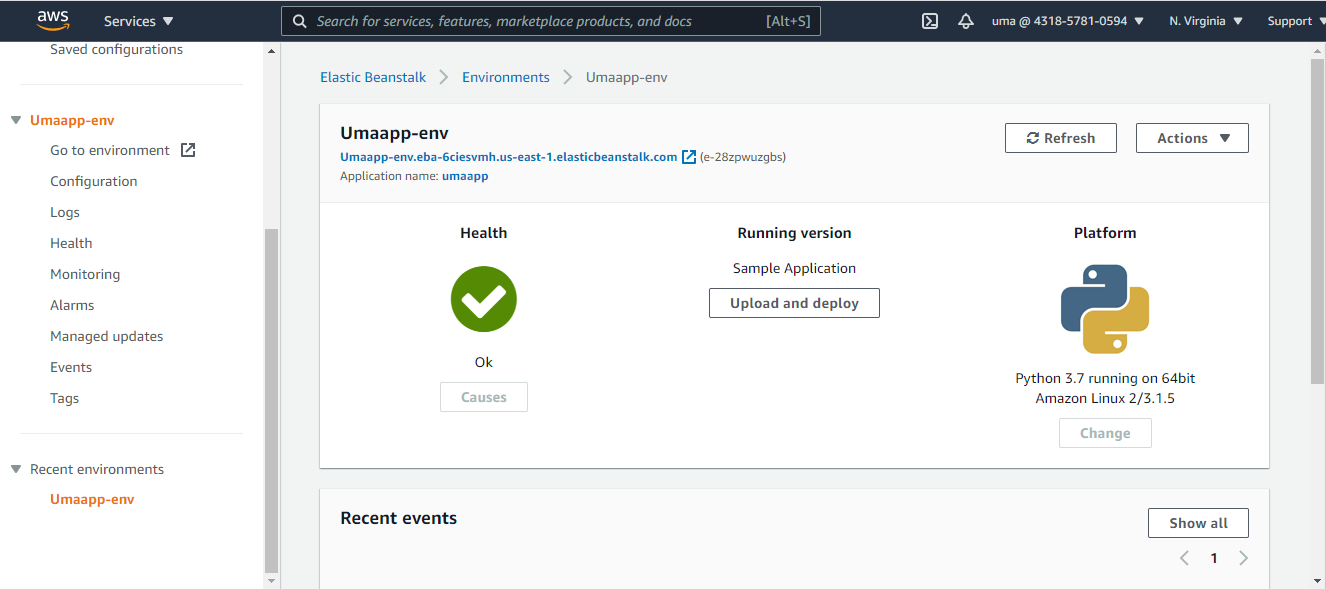 aws
Services
Search for services, features, marketplace products, and docs [Alt+S]
uma @ 4318-5781-0594
N. Virginia
Support
Saved configurations
Umaapp-env
Go to environment
Configuration
Logs
Health
Monitoring
Alarms
Managed updates
Events
Tags
Recent environments
Umaapp-env
Elastic Beanstalk > Environments > Umaapp-env
Umaapp-env
Umaapp-env.eba-6ciesvmh.us-east-1.elasticbeanstalk.com (e-28zpwuzgbs)
Application name: umaapp
Refresh
Actions
Health
Ok
Causes
Running version
Sample Application
Upload and deploy
Platform
Python 3.7 running on 64bit
Amazon Linux 2/3.1.5
Change
Recent events
Show all
1